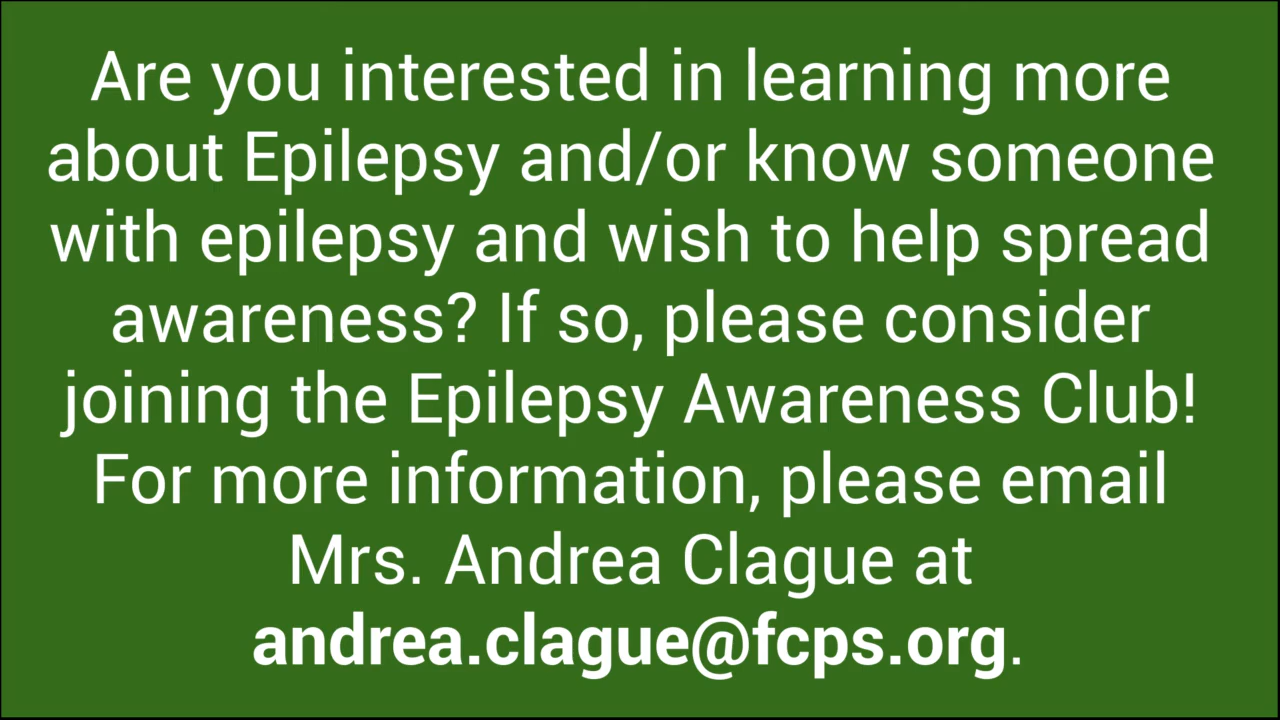 Are you interested in learning more
about Epilepsy and/or know someone
with epilepsy and wish to help spread
awareness? If so, please consider
joining the Epilepsy Awareness Club!
For more information, please email
Mrs. Andrea Clague at
andrea.clague@fcps.org.